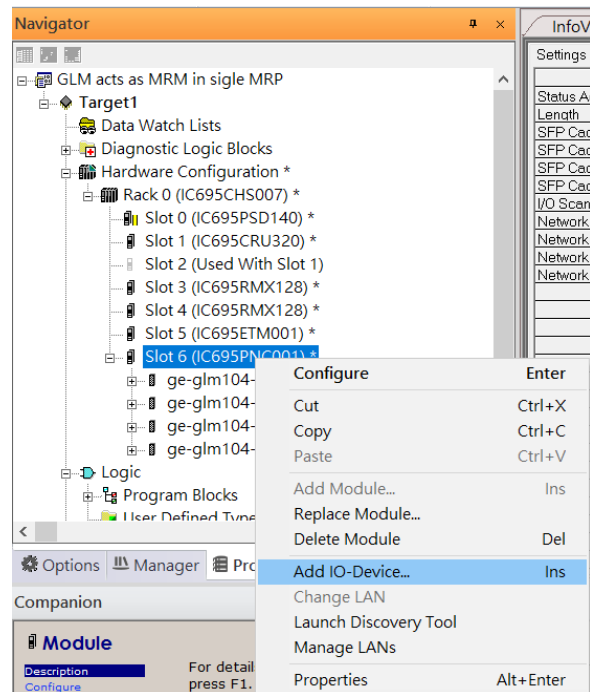 Navigator
InfoV
GLM acts as MRM in sigle MRP
Target1
Data Watch Lists
Diagnostic Logic Blocks
Hardware Configuration *
Rack 0 (IC695CHS007) *
Slot 0 (IC695PSD140) *
Slot 1 (IC695CRU320) *
Slot 2 (Used With Slot 1)
Slot 3 (IC695RMX128) *
Slot 4 (IC695RMX128) *
Slot 5 (IC695ETM001) *
Slot 6 (IC695PNC001) *
ge-glm104-
ge-glm104-
ge-glm104-
ge-glm104-
Logic
Program Blocks
User Defined Type
Settings
Status A
Length
SFP Cag
SFP Cag
SFP Cag
SFP Cag
I/O Scan
Network
Network
Network
Network
Configure Enter
Cut Ctrl+X
Copy Ctrl+C
Paste Ctrl+V
Add Module... Ins
Replace Module...
Delete Module Del
Add IO-Device... Ins
Change LAN
Launch Discovery Tool
Manage LANs
Properties Alt+Enter
Options Manager Pro
Companion
Module
Description
Configure
For detail
press F1.